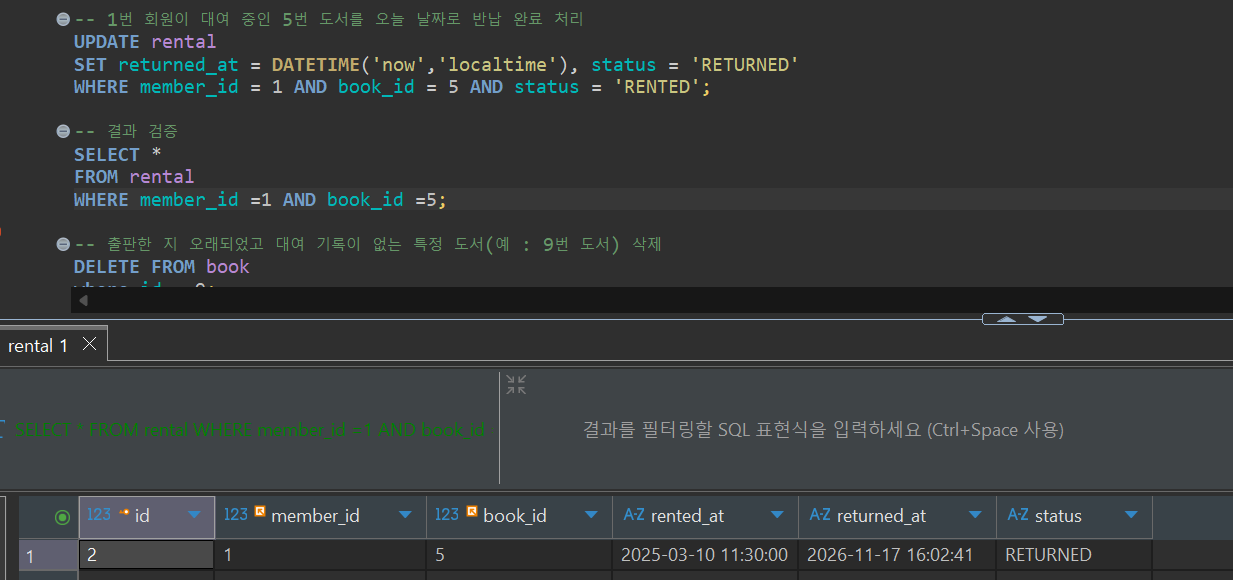 -- 1번 회원이 대여 중인 5번 도서를 오늘 날짜로 반납 완료 처리
UPDATE rental
SET returned_at = DATETIME('now','localtime'), status = 'RETURNED'
WHERE member_id = 1 AND book_id = 5 AND status = 'RENTED';
-- 결과 검증
SELECT *
FROM rental
WHERE member_id =1 AND book_id =5;
-- 출판한 지 오래되었고 대여 기록이 없는 특정 도서(예 : 9번 도서) 삭제
DELETE FROM book
rental 1
SELECT * FROM rental WHERE member_id =1 AND book_id
결과를 필터링할 SQL 표현식을 입력하세요 (Ctrl+Space 사용)
123 id 123 member_id 123 book_id A-Z rented_at A-Z returned_at A-Z status
1 2 1 5 2025-03-10 11:30:00 2026-11-17 16:02:41 RETURNED